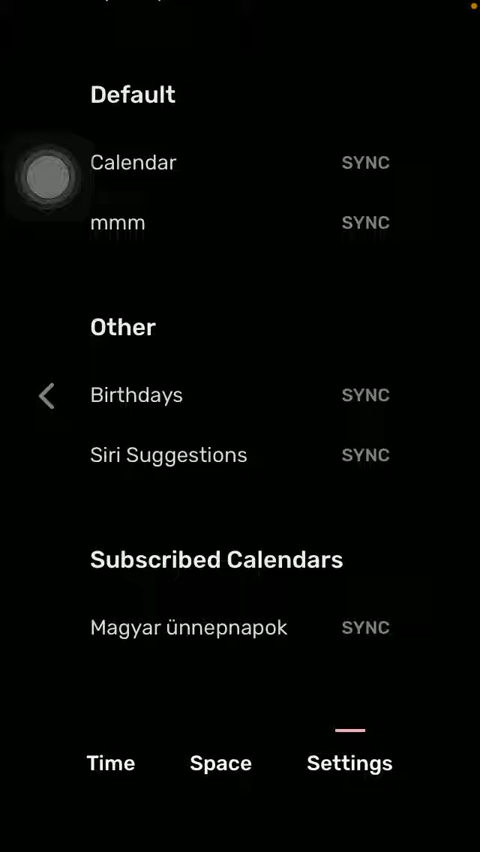 Default
Calendar SYNC
mmm SYNC
Other
Birthdays SYNC
Siri Suggestions SYNC
Subscribed Calendars
Magyar ünnepnapok SYNC
Time Space Settings